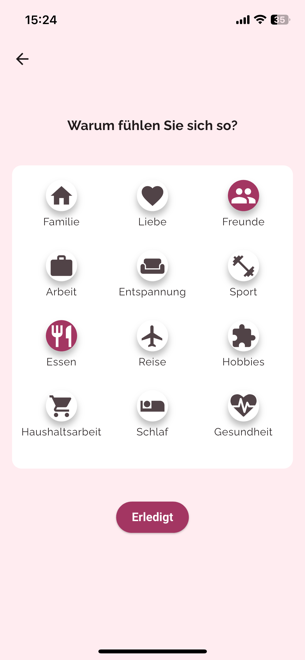 15:24
35
Warum fühlen Sie sich so?
Familie
Liebe
Freunde
Arbeit
Entspannung
Sport
Essen
Reise
Hobbies
Haushaltsarbeit
Schlaf
Gesundheit
Erledigt